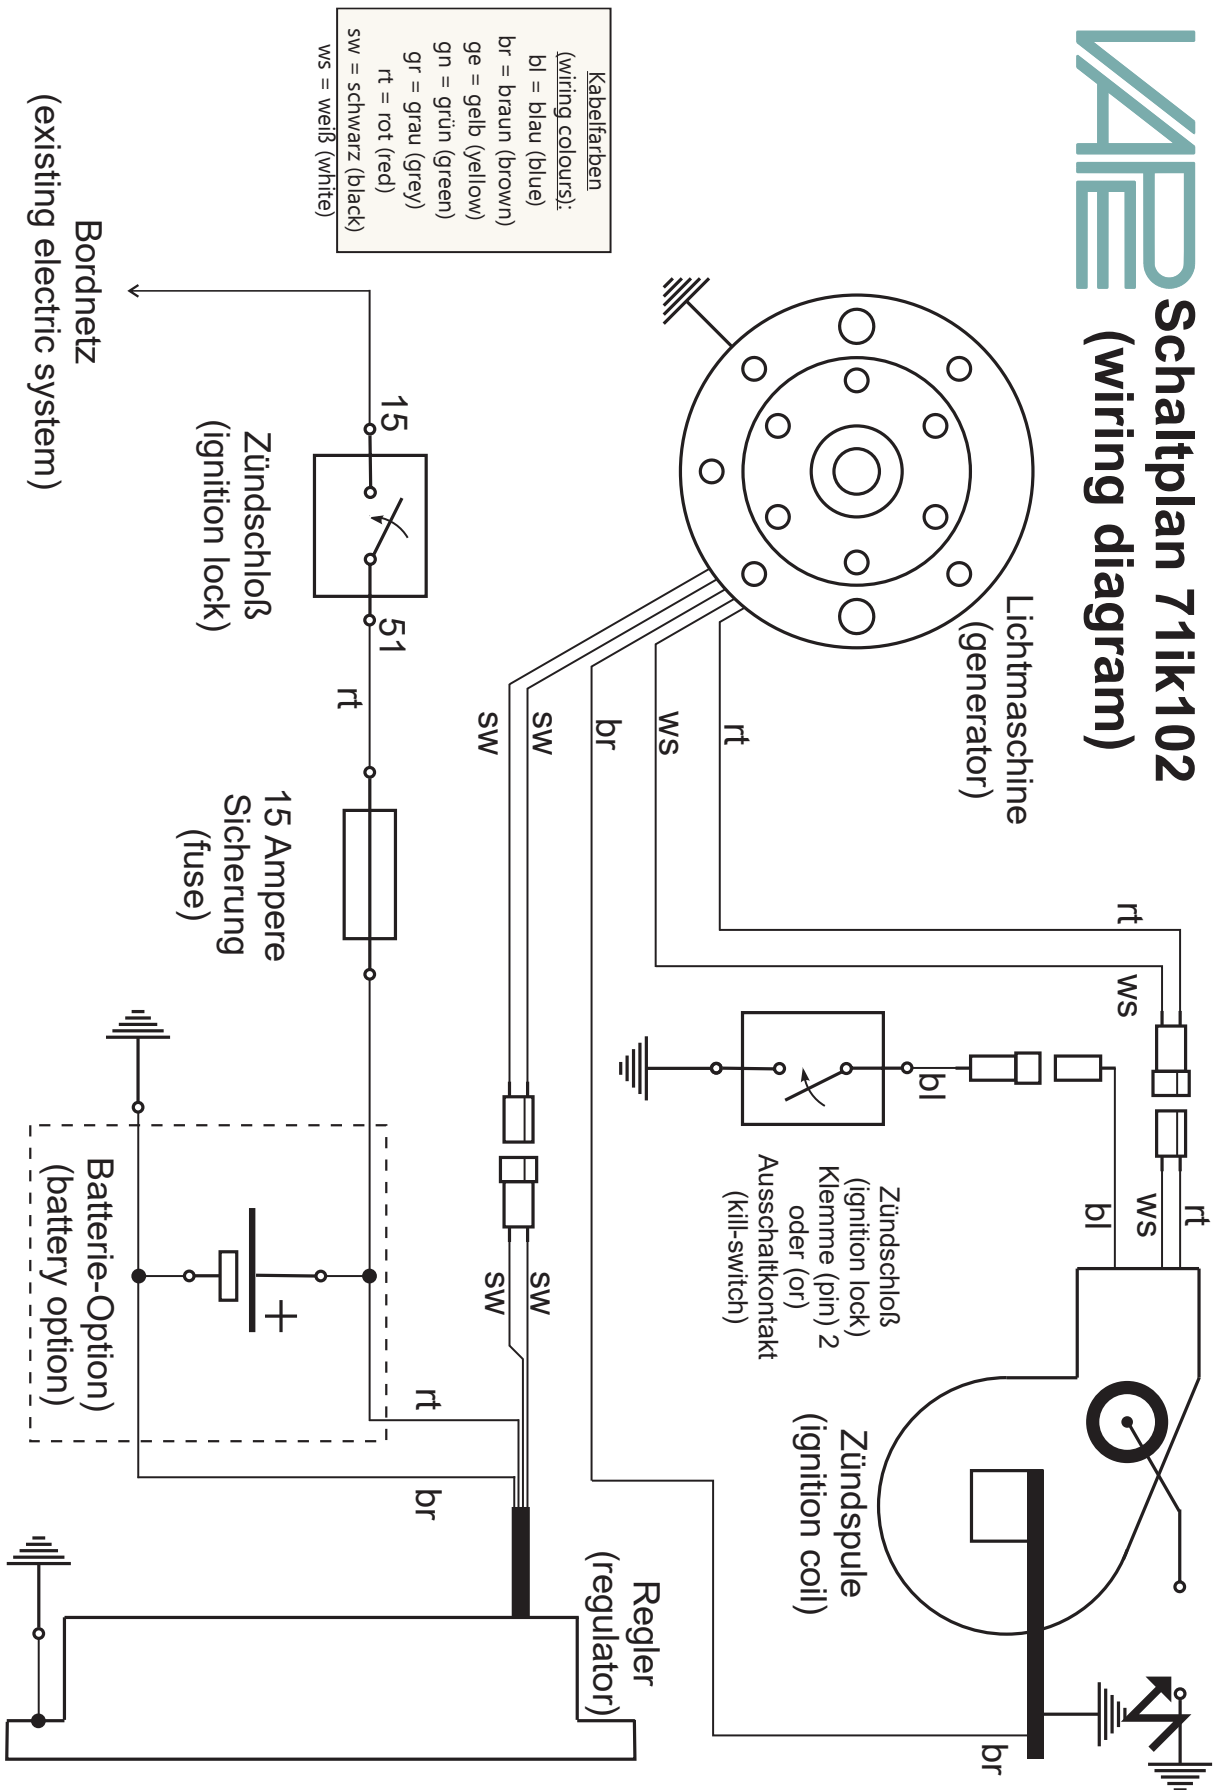 VAPE
Schaltplan 71ik102
(wiring diagram)
Lichtmaschine
(generator)
rt
ws
br
sw
sw
rt
ws
rt
ws
bl
bl
Zündschloß
(ignition lock)
Klemme (pin) 2
oder (or)
Ausschaltkontakt
(kill-switch)
Zündspule
(ignition coil)
br
sw
sw
Regler
(regulator)
rt
br
Kabelfarben
(wiring colours):
bl = blau (blue)
br = braun (brown)
ge = gelb (yellow)
gn = grün (green)
gr = grau (grey)
rt = rot (red)
sw = schwarz (black)
ws = weiß (white)
15
51
rt
Zündschloß
(ignition lock)
15 Ampere
Sicherung
(fuse)
+
Batterie-Option)
(battery option)
Bordnetz
(existing electric system)